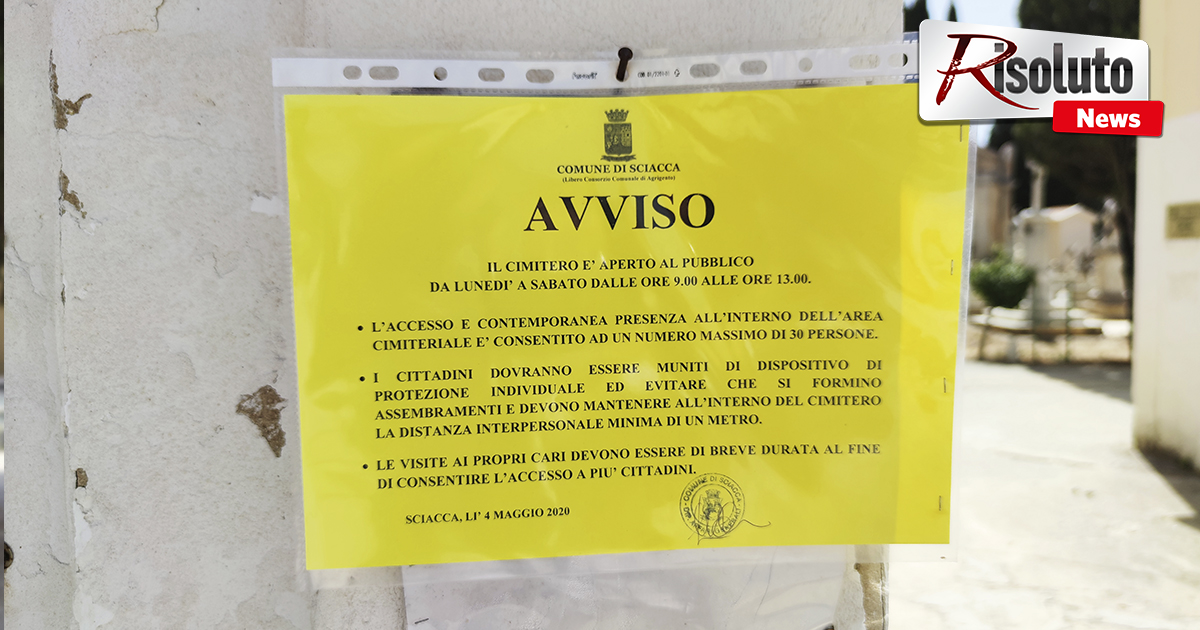 Risoluto
News
COMUNE DI SCIACCA
(Libero Consorzio Comunale di Agrigento)
AVVISO
IL CIMITERO E' APERTO AL PUBBLICO
DA LUNEDI' A SABATO DALLE ORE 9.00 ALLE ORE 13.00.
• L'ACCESSO E CONTEMPORANEA PRESENZA ALL'INTERNO DELL'AREA
CIMITERIALE E' CONSENTITO AD UN NUMERO MASSIMO DI 30 PERSONE.
• I CITTADINI DOVRANNO ESSERE MUNITI DI DISPOSITIVO DI
PROTEZIONE INDIVIDUALE ED EVITARE CHE SI FORMINO
ASSEMBRAMENTI E DEVONO MANTENERE ALL'INTERNO DEL CIMITERO
LA DISTANZA INTERPERSONALE MINIMA DI UN METRO.
• LE VISITE AI PROPRI CARI DEVONO ESSERE DI BREVE DURATA AL FINE
DI CONSENTIRE L'ACCESSO A PIU' CITTADINI.
SCIACCA, LI' 4 MAGGIO 2020
COMUNE DI SCIACCA